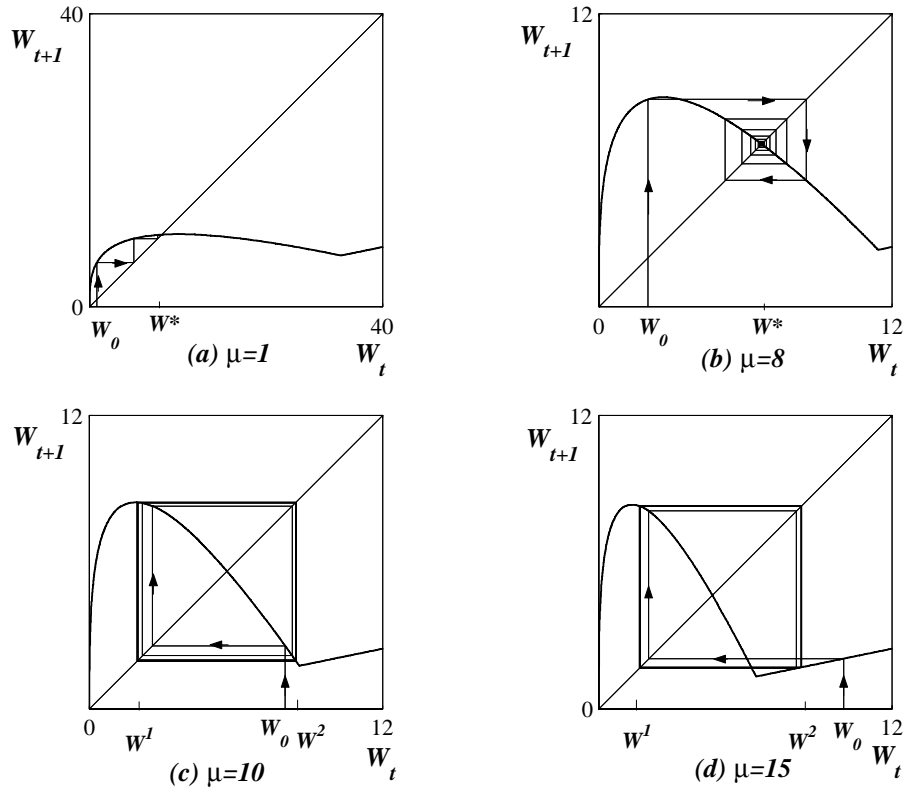 40
W_{t+1}
0
W_0
W*
40
(a) μ=1
W_t
12
W_{t+1}
0
W_0
W*
12
(b) μ=8
W_t
12
W_{t+1}
0
W^1
W_0
W^2
12
W_t
(c) μ=10
12
W_{t+1}
0
0
W^1
W^2
W_0
12
W_t
(d) μ=15